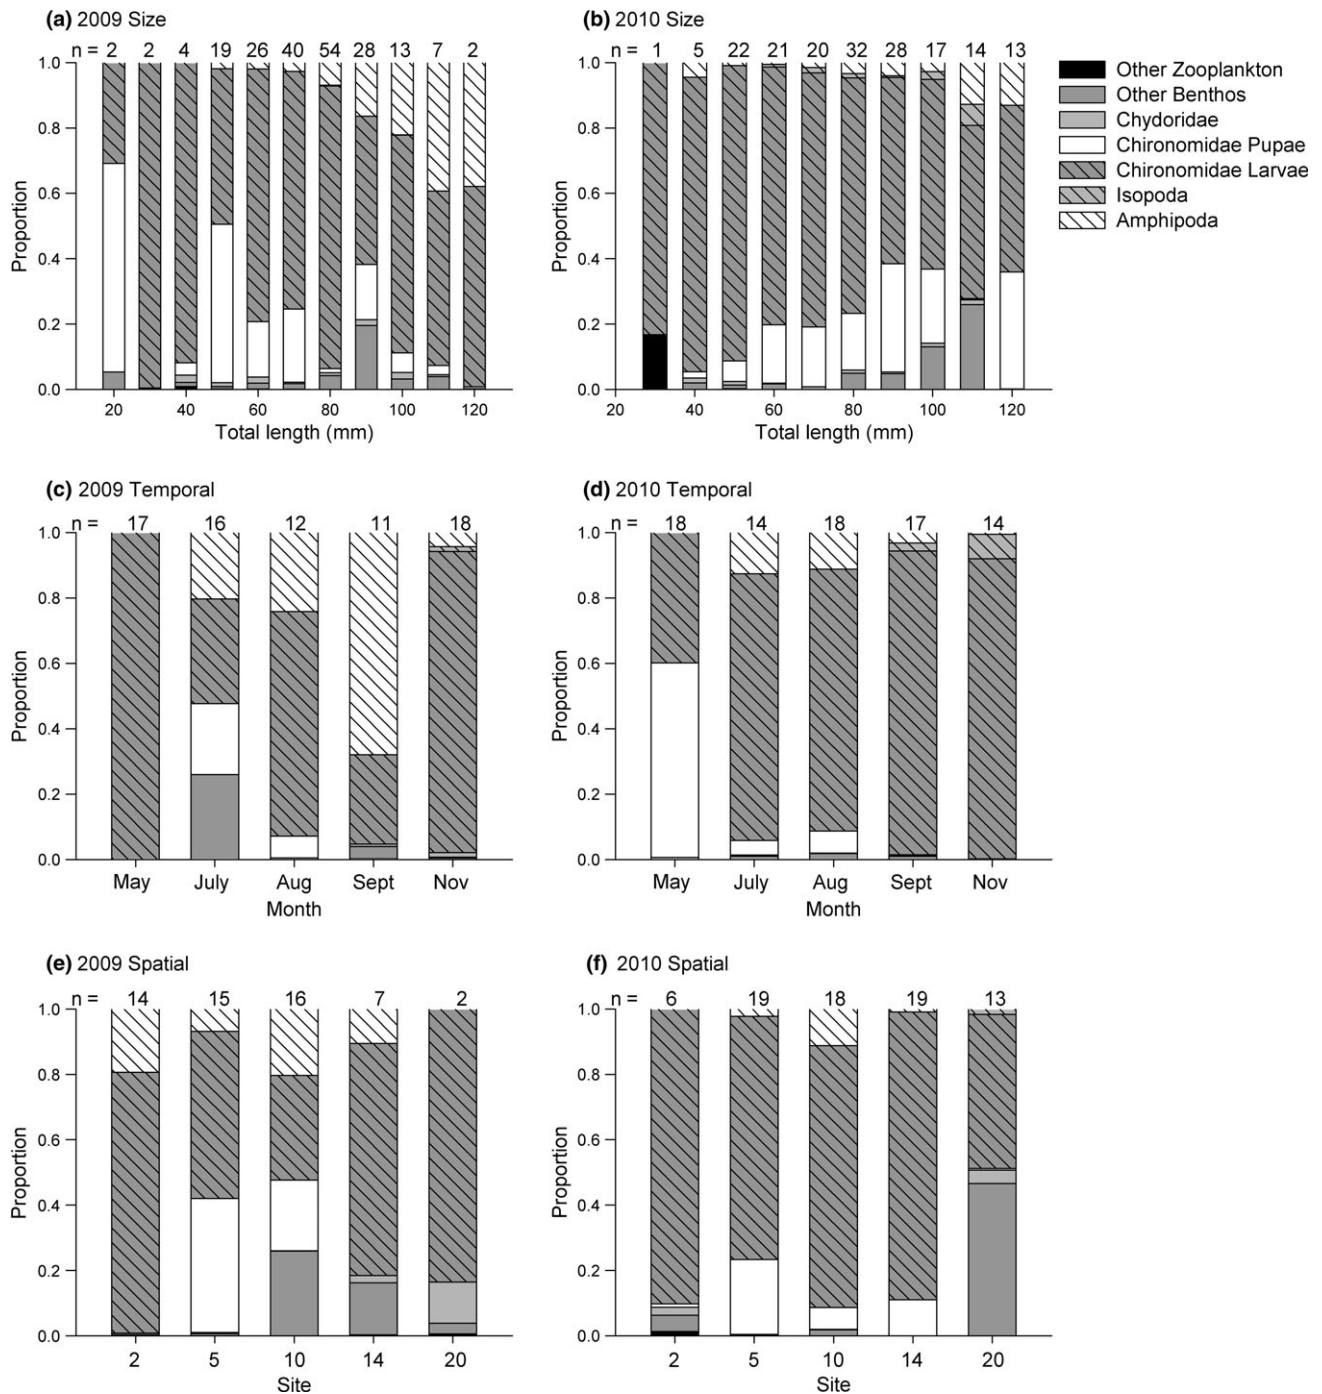 (a) 2009 Size
n = 2 2 4 19 26 40 54 28 13 7 2
1.0
0.8
0.6
0.4
0.2
0.0
Proportion
20 40 60 80 100 120
Total length (mm)
(b) 2010 Size
n = 1 5 22 21 20 32 28 17 14 13
1.0
0.8
0.6
0.4
0.2
0.0
Proportion
20 40 60 80 100 120
Total length (mm)
Other Zooplankton
Other Benthos
Chydoridae
Chironomidae Pupae
Chironomidae Larvae
Isopoda
Amphipoda
(c) 2009 Temporal
n = 17 16 12 11 18
1.0
0.8
0.6
0.4
0.2
0.0
Proportion
May July Aug Sept Nov
Month
(d) 2010 Temporal
n = 18 14 18 17 14
1.0
0.8
0.6
0.4
0.2
0.0
Proportion
May July Aug Sept Nov
Month
(e) 2009 Spatial
n = 14 15 16 7 2
1.0
0.8
0.6
0.4
0.2
0.0
Proportion
2 5 10 14 20
Site
(f) 2010 Spatial
n = 6 19 18 19 13
1.0
0.8
0.6
0.4
0.2
0.0
Proportion
2 5 10 14 20
Site